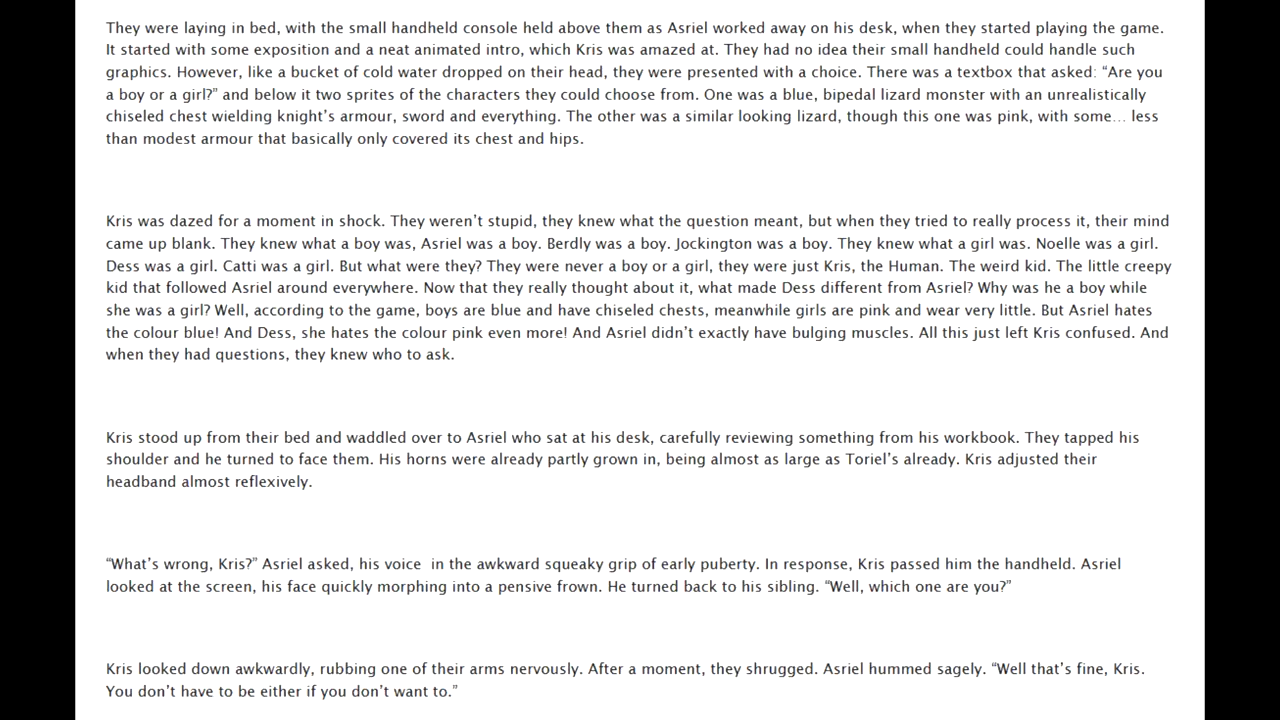 They were laying in bed, with the small handheld console held above them as Asriel worked away on his desk, when they started playing the game.
It started with some exposition and a neat animated intro, which Kris was amazed at. They had no idea their small handheld could handle such
graphics. However, like a bucket of cold water dropped on their head, they were presented with a choice. There was a textbox that asked: “Are you
a boy or a girl?” and below it two sprites of the characters they could choose from. One was a blue, bipedal lizard monster with an unrealistically
chiseled chest wielding knight’s armour, sword and everything. The other was a similar looking lizard, though this one was pink, with some… less
than modest armour that basically only covered its chest and hips.
Kris was dazed for a moment in shock. They weren’t stupid, they knew what the question meant, but when they tried to really process it, their mind
came up blank. They knew what a boy was, Asriel was a boy. Berdly was a boy. Jockington was a boy. They knew what a girl was. Noelle was a girl.
Dess was a girl. Catti was a girl. But what were they? They were never a boy or a girl, they were just Kris, the Human. The weird kid. The little creepy
kid that followed Asriel around everywhere. Now that they really thought about it, what made Dess different from Asriel? Why was he a boy while
she was a girl? Well, according to the game, boys are blue and have chiseled chests, meanwhile girls are pink and wear very little. But Asriel hates
the colour blue! And Dess, she hates the colour pink even more! And Asriel didn’t exactly have bulging muscles. All this just left Kris confused. And
when they had questions, they knew who to ask.
Kris stood up from their bed and waddled over to Asriel who sat at his desk, carefully reviewing something from his workbook. They tapped his
shoulder and he turned to face them. His horns were already partly grown in, being almost as large as Toriel’s already. Kris adjusted their
headband almost reflexively.
“What’s wrong, Kris?” Asriel asked, his voice  in the awkward squeaky grip of early puberty. In response, Kris passed him the handheld. Asriel
looked at the screen, his face quickly morphing into a pensive frown. He turned back to his sibling. “Well, which one are you?”
Kris looked down awkwardly, rubbing one of their arms nervously. After a moment, they shrugged. Asriel hummed sagely. “Well that’s fine, Kris.
You don’t have to be either if you don’t want to.”